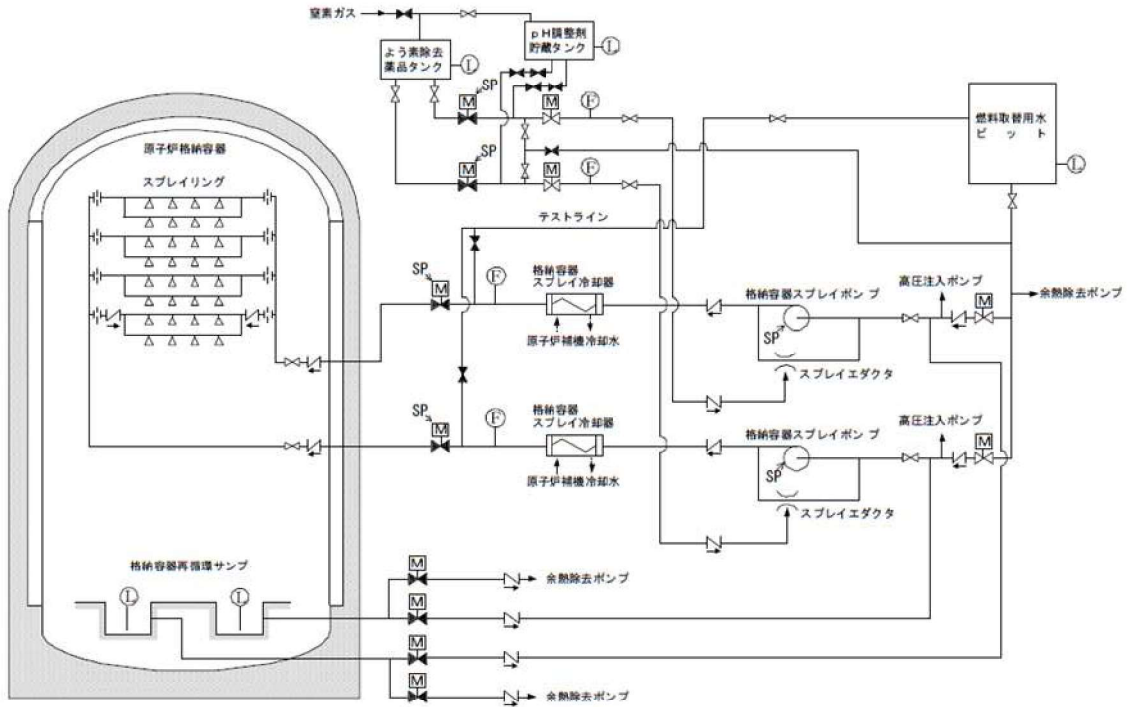 窒素ガス
よう素除去
薬品タンク
L
pH調整剤
貯蔵タンク
L
SP
M
M
F
SP
M
M
F
燃料取替用水
ピット
L
原子炉格納容器
スプレイリング
テストライン
SP
M
F
格納容器
スプレイ冷却器
原子炉補機冷却水
格納容器スプレイポンプ
SP
スプレイエダクタ
高圧注入ポンプ
M
余熱除去ポンプ
SP
M
F
格納容器
スプレイ冷却器
原子炉補機冷却水
格納容器スプレイポンプ
SP
スプレイエダクタ
高圧注入ポンプ
M
格納容器再循環サンプ
L
L
M
余熱除去ポンプ
M
M
M
余熱除去ポンプ